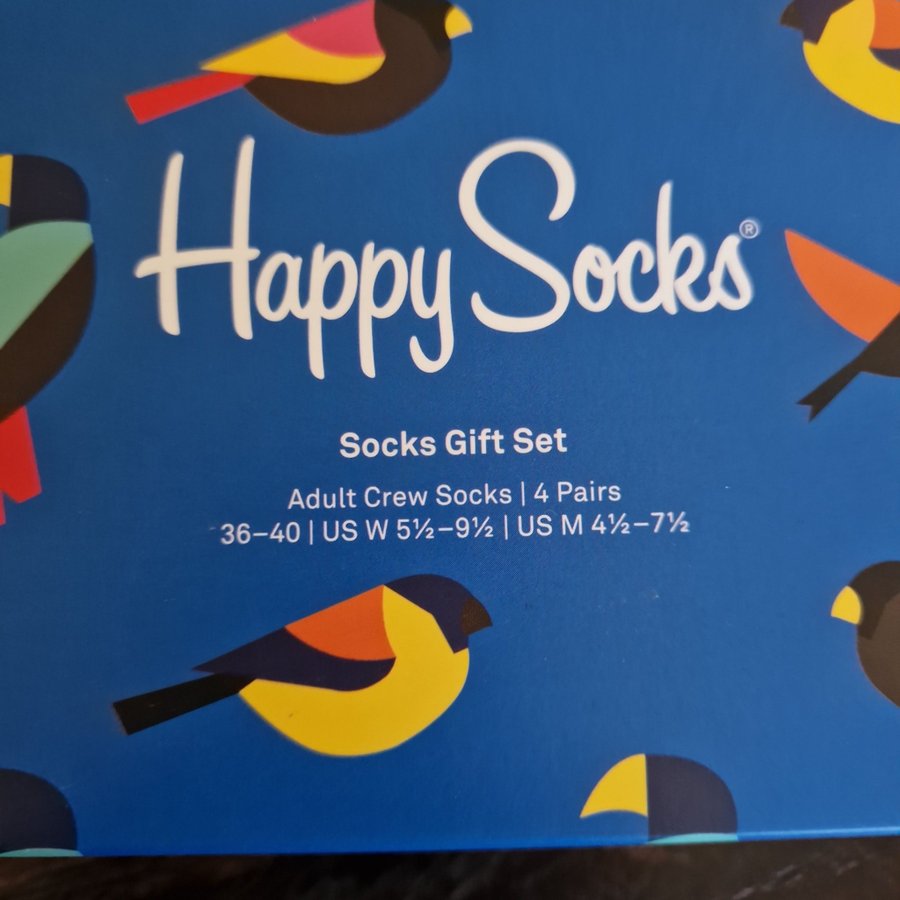 Happy Socks®
Socks Gift Set
Adult Crew Socks | 4 Pairs
36–40 | US W 5½–9½ | US M 4½–7½